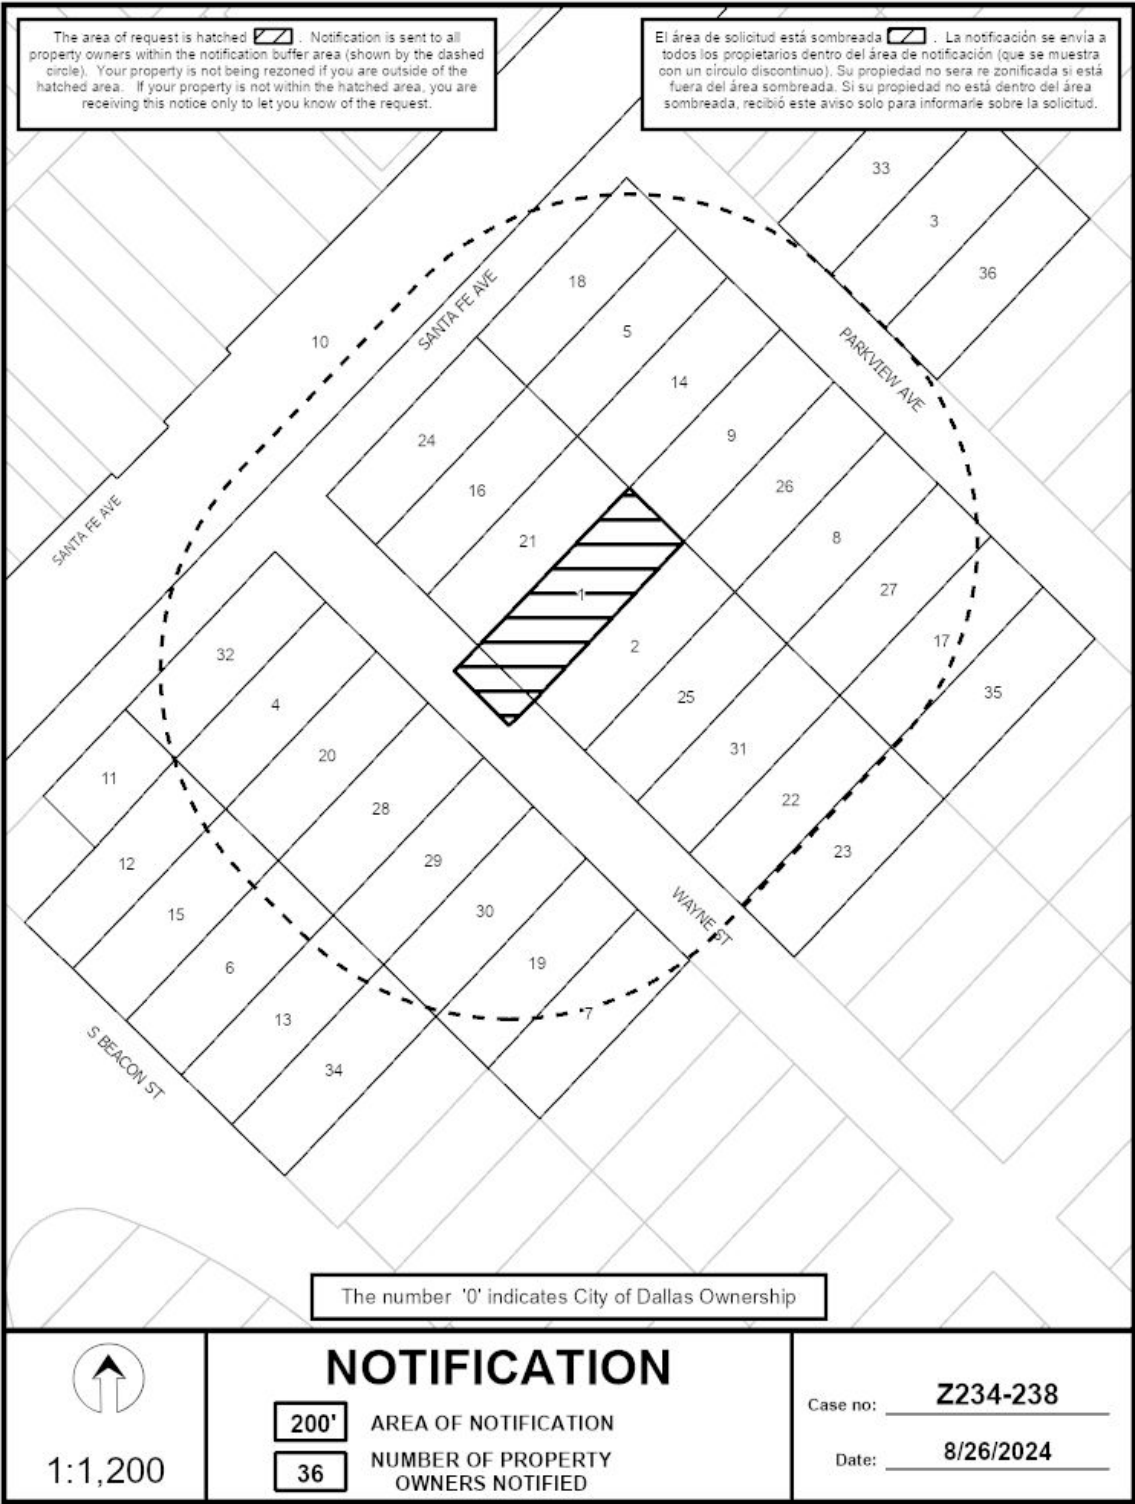 The area of request is hatched . Notification is sent to all
property owners within the notification buffer area (shown by the dashed
circle). Your property is not being rezoned if you are outside of the
hatched area. If your property is not within the hatched area, you are
receiving this notice only to let you know of the request.
El área de solicitud está sombreada . La notificación se envía a
todos los propietarios dentro del área de notificación (que se muestra
con un círculo discontinuo). Su propiedad no sera re zonificada si está
fuera del área sombreada. Si su propiedad no está dentro del área
sombreada, recibió este aviso solo para informarle sobre la solicitud.
33
3
36
18
SANTA FE AVE
5
10
PARKVIEW AVE
14
24
9
16
26
SANTA FE AVE
21
8
27
1
17
2
32
35
25
4
31
20
11
22
28
23
29
12
30
15
WAYNE ST
19
6
7
13
34
S BEACON ST
The number '0' indicates City of Dallas Ownership
1:1,200
NOTIFICATION
200' AREA OF NOTIFICATION
36 NUMBER OF PROPERTY
OWNERS NOTIFIED
Case no: Z234-238
Date: 8/26/2024